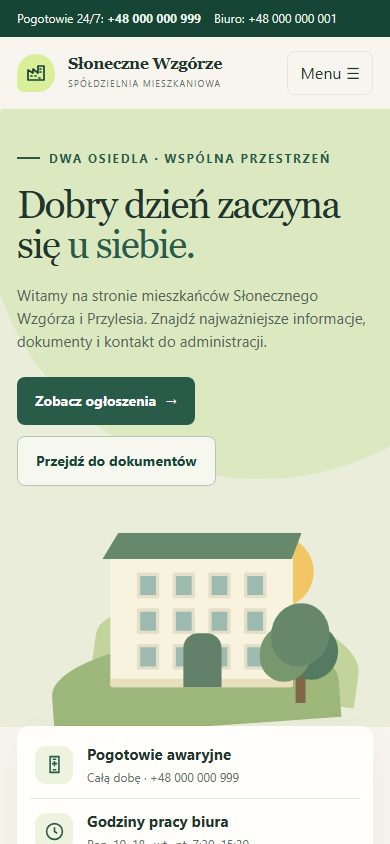 Pogotowie 24/7: +48 000 000 999 Biuro: +48 000 000 001
Słoneczne Wzgórze
SPÓŁDZIELNIA MIESZKANIOWA
Menu ☰
DWA OSIEDLA · WSPÓLNA PRZESTRZEŃ
Dobry dzień zaczyna
się u siebie.
Witamy na stronie mieszkańców Słonecznego
Wzgórza i Przylesia. Znajdź najważniejsze informacje,
dokumenty i kontakt do administracji.
Zobacz ogłoszenia →
Przejdź do dokumentów
Pogotowie awaryjne
Całą dobę · +48 000 000 999
Godziny pracy biura